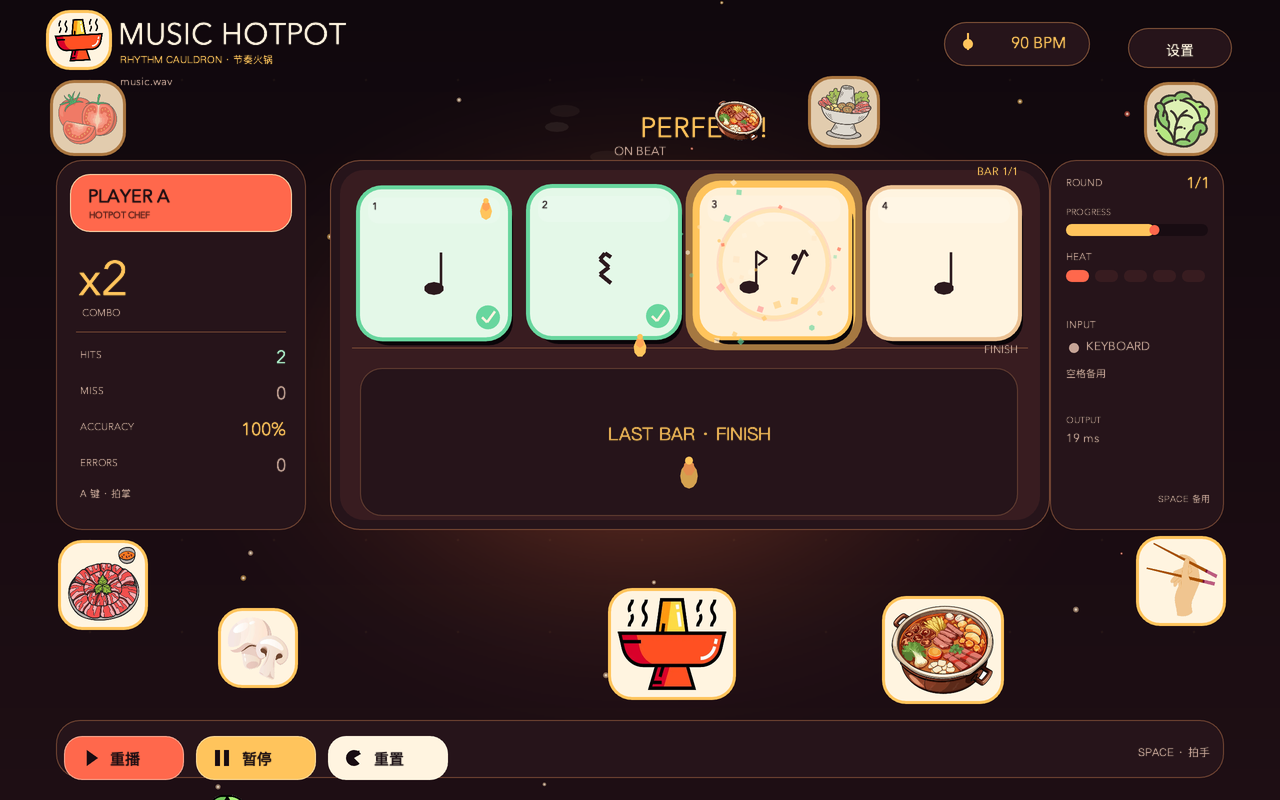 MUSIC HOTPOT
RHYTHM CAULDRON · 节奏火锅
music.wav
90 BPM
设置
PERFE !
ON BEAT
PLAYER A
HOTPOT CHEF
x2
COMBO
HITS 2
MISS 0
ACCURACY 100%
ERRORS 0
A 键 · 拍掌
BAR 1/1
1
2
3
4
FINISH
LAST BAR · FINISH
ROUND 1/1
PROGRESS
HEAT
INPUT
KEYBOARD
空格备用
OUTPUT
19 ms
SPACE 备用
重播
暂停
重置
SPACE · 拍手